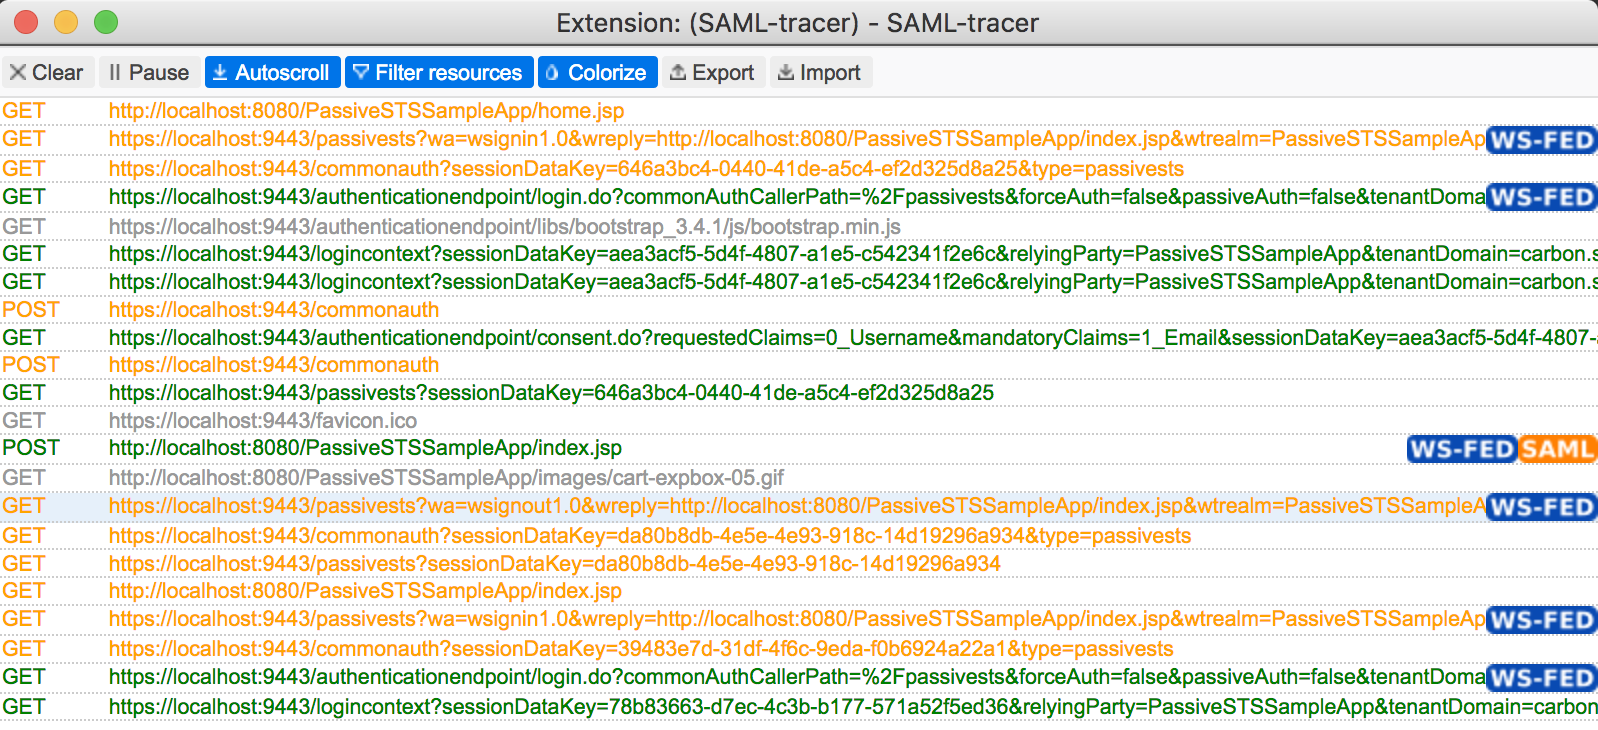 Extension: (SAML-tracer) - SAML-tracer
Clear Pause Autoscroll Filter resources Colorize Export Import
GET http://localhost:8080/PassiveSTSSampleApp/home.jsp
GET https://localhost:9443/passivests?wa=wsignin1.0&wreply=http://localhost:8080/PassiveSTSSampleApp/index.jsp&wtrealm=PassiveSTSSampleAp WS-FED
GET https://localhost:9443/commonauth?sessionDataKey=646a3bc4-0440-41de-a5c4-ef2d325d8a25&type=passivests
GET https://localhost:9443/authenticationendpoint/login.do?commonAuthCallerPath=%2Fpassivests&forceAuth=false&passiveAuth=false&tenantDoma WS-FED
GET https://localhost:9443/authenticationendpoint/libs/bootstrap_3.4.1/js/bootstrap.min.js
GET https://localhost:9443/logincontext?sessionDataKey=aea3acf5-5d4f-4807-a1e5-c542341f2e6c&relyingParty=PassiveSTSSampleApp&tenantDomain=carbon.s
GET https://localhost:9443/logincontext?sessionDataKey=aea3acf5-5d4f-4807-a1e5-c542341f2e6c&relyingParty=PassiveSTSSampleApp&tenantDomain=carbon.s
POST https://localhost:9443/commonauth
GET https://localhost:9443/authenticationendpoint/consent.do?requestedClaims=0_Username&mandatoryClaims=1_Email&sessionDataKey=aea3acf5-5d4f-4807-
POST https://localhost:9443/commonauth
GET https://localhost:9443/passivests?sessionDataKey=646a3bc4-0440-41de-a5c4-ef2d325d8a25
GET https://localhost:9443/favicon.ico
POST http://localhost:8080/PassiveSTSSampleApp/index.jsp WS-FED SAML
GET http://localhost:8080/PassiveSTSSampleApp/images/cart-expbox-05.gif
GET https://localhost:9443/passivests?wa=wsignout1.0&wreply=http://localhost:8080/PassiveSTSSampleApp/index.jsp&wtrealm=PassiveSTSSampleA WS-FED
GET https://localhost:9443/commonauth?sessionDataKey=da80b8db-4e5e-4e93-918c-14d19296a934&type=passivests
GET https://localhost:9443/passivests?sessionDataKey=da80b8db-4e5e-4e93-918c-14d19296a934
GET http://localhost:8080/PassiveSTSSampleApp/index.jsp
GET https://localhost:9443/passivests?wa=wsignin1.0&wreply=http://localhost:8080/PassiveSTSSampleApp/index.jsp&wtrealm=PassiveSTSSampleAp WS-FED
GET https://localhost:9443/commonauth?sessionDataKey=39483e7d-31df-4f6c-9eda-f0b6924a22a1&type=passivests
GET https://localhost:9443/authenticationendpoint/login.do?commonAuthCallerPath=%2Fpassivests&forceAuth=false&passiveAuth=false&tenantDoma WS-FED
GET https://localhost:9443/logincontext?sessionDataKey=78b83663-d7ec-4c3b-b177-571a52f5ed36&relyingParty=PassiveSTSSampleApp&tenantDomain=carbon